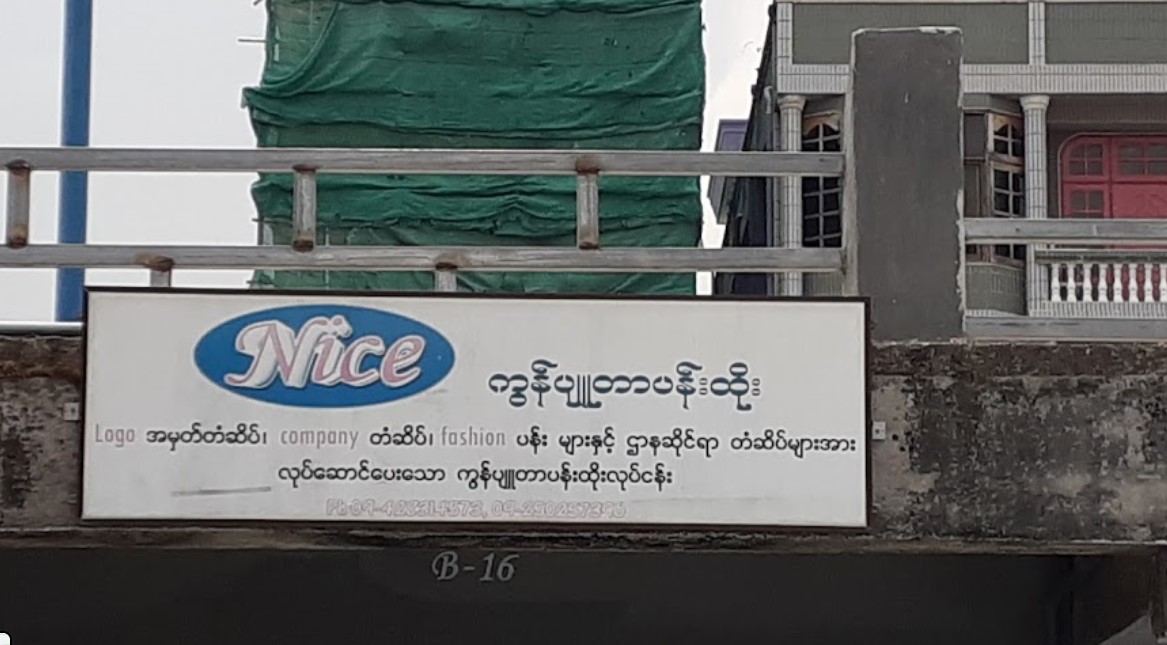 Nice
ကွန်ပျူတာပန်းထိုး
Logo အမှတ်တံဆိပ်၊ company တံဆိပ်၊ fashion ပန်း များနှင့် ဌာနဆိုင်ရာ တံဆိပ်များအား
လုပ်ဆောင်ပေးသော ကွန်ပျူတာပန်းထိုးလုပ်ငန်း
Ph
B-16